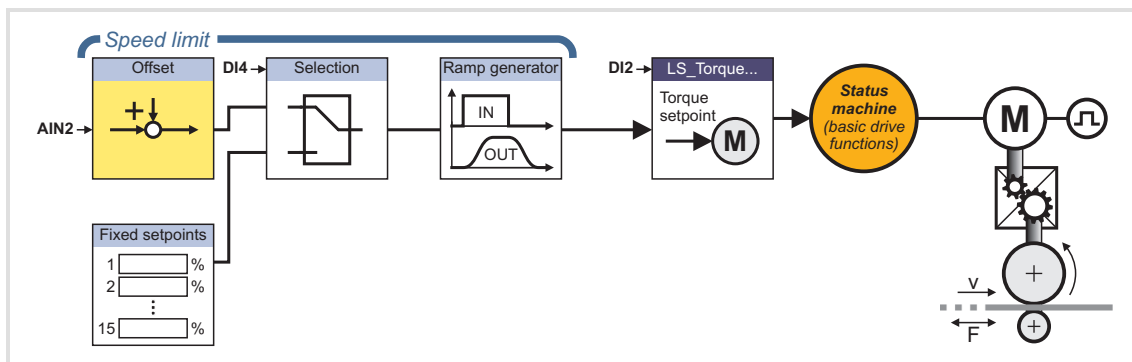 Speed limit
Offset
DI4
Selection
Ramp generator
DI2
LS_Torque...
AIN2
IN
OUT
Torque
setpoint
M
Status
machine
(basic drive
functions)
M
Fixed setpoints
1 %
2 %
15 %
v
F